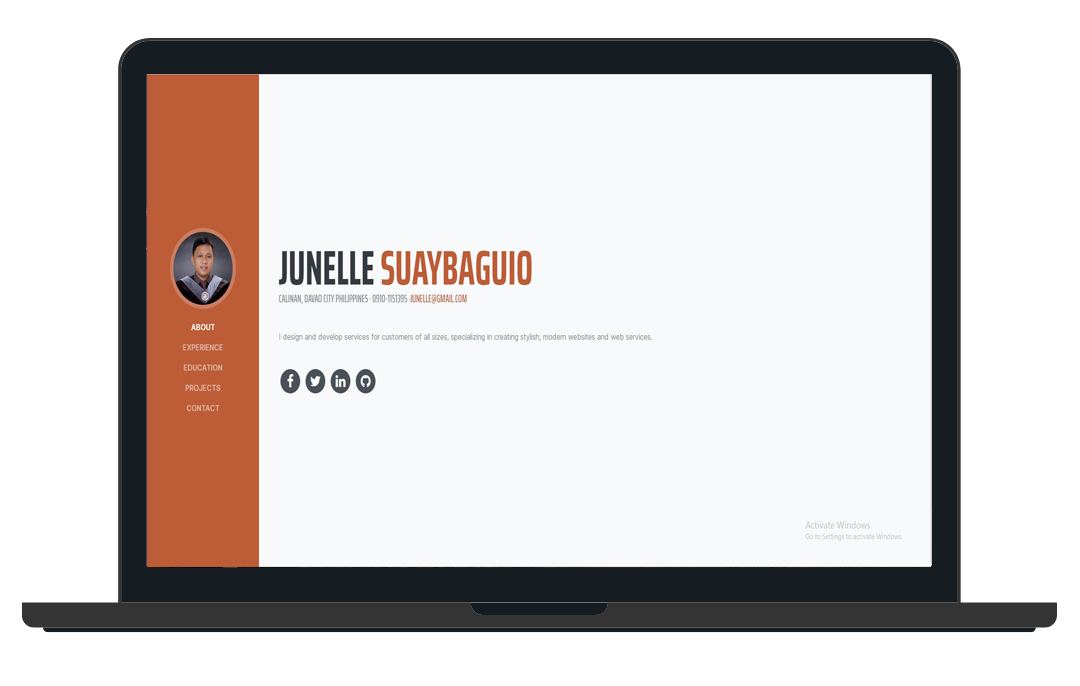 ABOUT
EXPERIENCE
EDUCATION
PROJECTS
CONTACT
JUNELLE SUAYBAGUIO
CALINAN, DAVAO CITY PHILIPPINES · 0910-1151395 ·JUNELLE@GMAIL.COM
I design and develop services for customers of all sizes, specializing in creating stylish, modern websites and web services.
Activate Windows
Go to Settings to activate Windows.